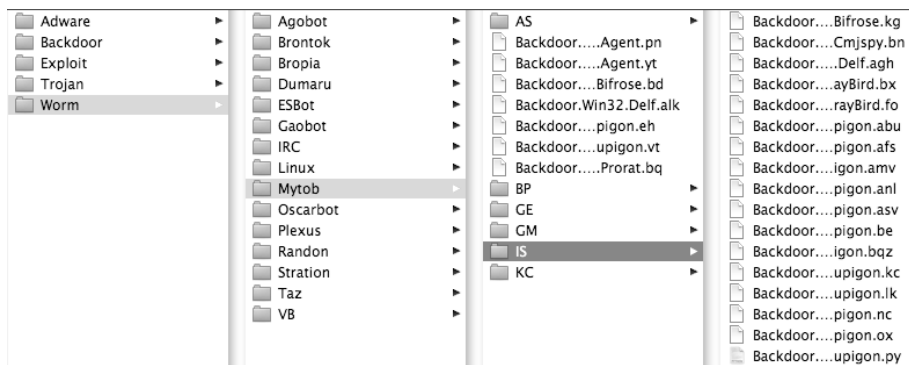 Adware
Backdoor
Exploit
Trojan
Worm
Agobot
Brontok
Bropia
Dumaru
ESBot
Gaobot
IRC
Linux
Mytob
Oscarbot
Plexus
Randon
Stration
Taz
VB
AS
Backdoor.....Agent.pn
Backdoor.....Agent.yt
Backdoor....Bifrose.bd
Backdoor.Win32.Delf.alk
Backdoor....pigon.eh
Backdoor....upigon.vt
Backdoor.....Prorat.bq
BP
GE
GM
IS
KC
Backdoor....Bifrose.kg
Backdoor....Cmjspy.bn
Backdoor.....Delf.agh
Backdoor....ayBird.bx
Backdoor....rayBird.fo
Backdoor....pigon.abu
Backdoor....pigon.afs
Backdoor....igon.amv
Backdoor....pigon.anl
Backdoor....pigon.asv
Backdoor....pigon.be
Backdoor....igon.bqz
Backdoor....upigon.kc
Backdoor....upigon.lk
Backdoor....pigon.nc
Backdoor....pigon.ox
Backdoor....upigon.py